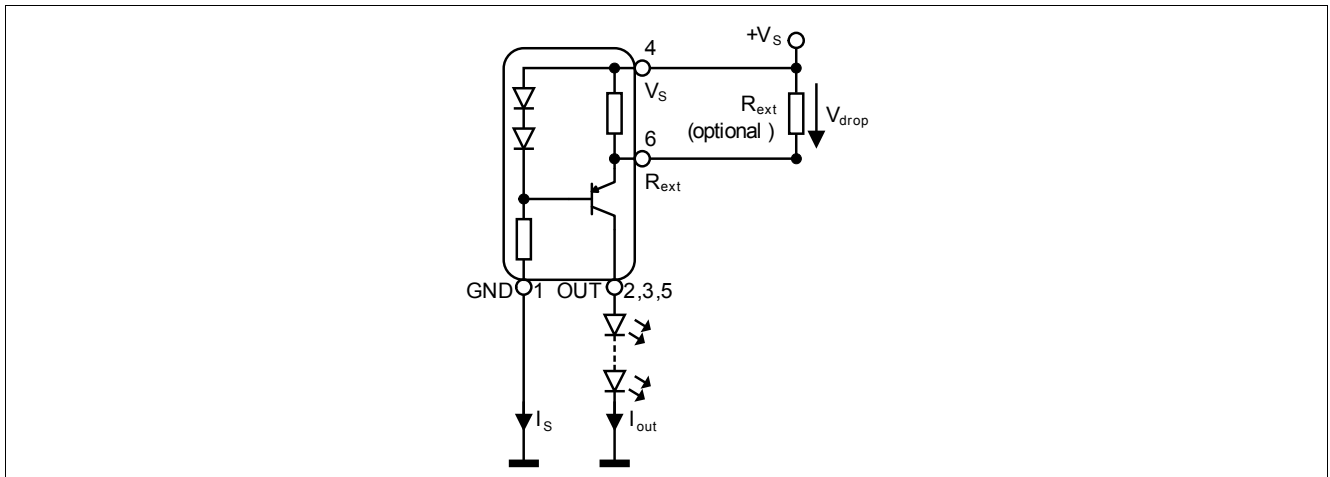 +VS
4
VS
Rext
(optional )
Vdrop
6
Rext
GND
1
OUT
2,3,5
IS
Iout